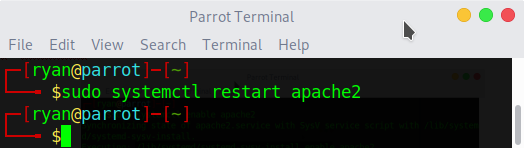 Parrot Terminal
File Edit View Search Terminal Help
┌─[ryan@parrot]─[~]
└──╼ $sudo systemctl restart apache2
┌─[ryan@parrot]─[~]
└──╼ $